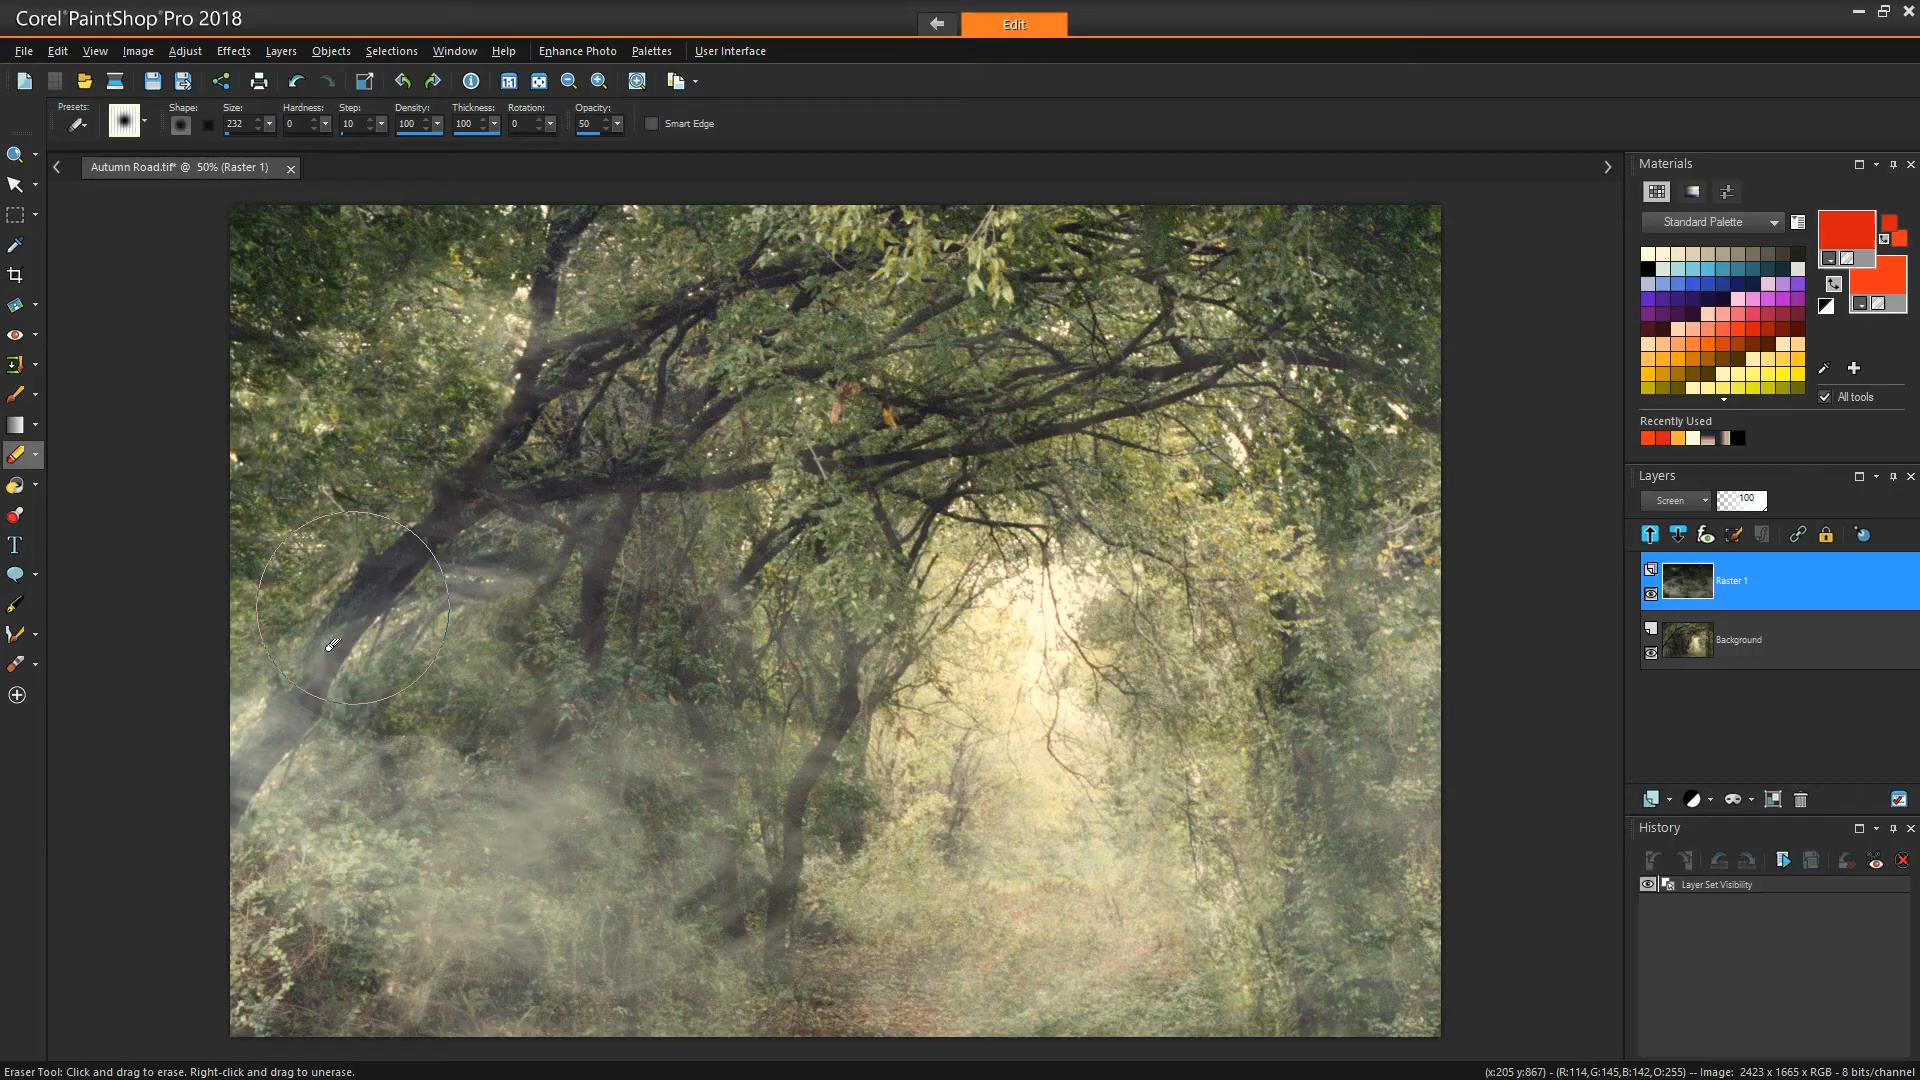 Corel®PaintShop®Pro 2018
Edit
File Edit View Image Adjust Effects Layers Objects Selections Window Help Enhance Photo Palettes User Interface
1:1
Presets: Shape: Size: Hardness: Step: Density: Thickness: Rotation: Opacity:
232 0 10 100 100 0 50 Smart Edge
Autumn Road.tif* @ 50% (Raster 1)
Materials
Standard Palette
All tools
Recently Used
Layers
Screen 100
Raster 1
Background
History
Layer Set Visibility
Eraser Tool: Click and drag to erase. Right-click and drag to unerase.
(x:205 y:867) - (R:114,G:145,B:142,O:255) -- Image: 2423 x 1665 x RGB - 8 bits/channel